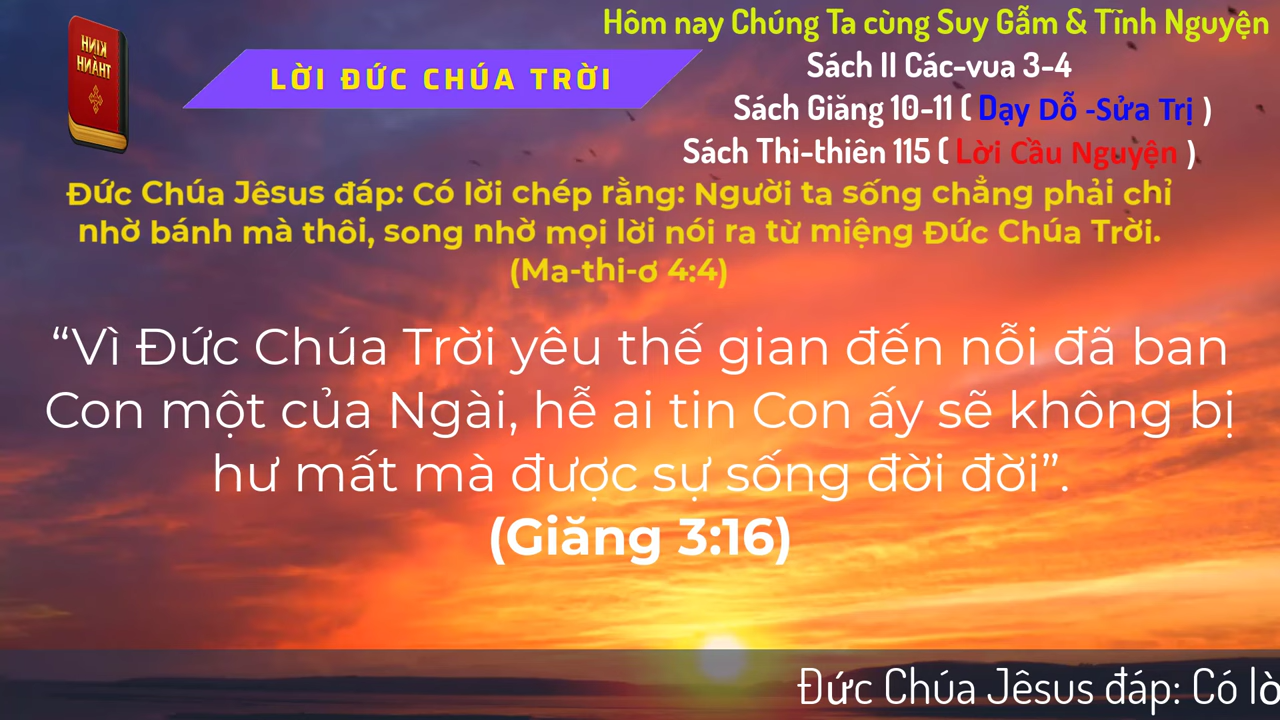 KINH
THÁNH
LỜI ĐỨC CHÚA TRỜI
Hôm nay Chúng Ta cùng Suy Gẫm & Tĩnh Nguyện
Sách II Các-vua 3-4
Sách Giăng 10-11 ( Dạy Dỗ -Sửa Trị )
Sách Thi-thiên 115 ( Lời Cầu Nguyện )
Đức Chúa Jêsus đáp: Có lời chép rằng: Người ta sống chẳng phải chỉ
nhờ bánh mà thôi, song nhờ mọi lời nói ra từ miệng Đức Chúa Trời.
(Ma-thi-ơ 4:4)
“Vì Đức Chúa Trời yêu thế gian đến nỗi đã ban
Con một của Ngài, hễ ai tin Con ấy sẽ không bị
hư mất mà được sự sống đời đời”.
(Giăng 3:16)
Đức Chúa Jêsus đáp: Có lờ